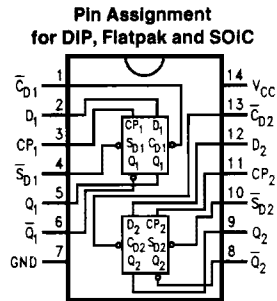 Pin Assignment
for DIP, Flatpak and SOIC
C̅D1 1 14 VCC
D1 2 13 C̅D2
CP1 3 12 D2
S̅D1 4 11 CP2
Q1 5 10 S̅D2
Q̅1 6 9 Q2
GND 7 8 Q̅2
CP1 D1
SD1 CD1
Q1 Q1
D2 CP2
CD2 SD2
Q2 Q2